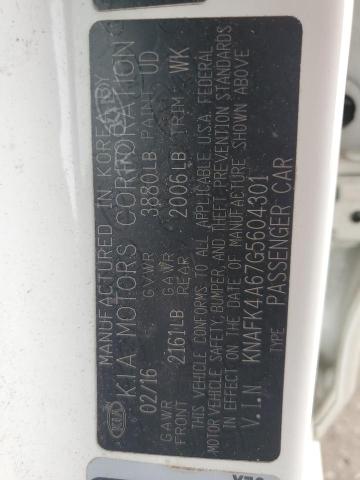 MANUFACTURED IN KOREA BY
KIA KIA MOTORS CORPORATION
02/16 GVWR 3880LB PAINT UD
GAWR FRONT 2161LB GAWR REAR 2006LB TRIM WK
THIS VEHICLE CONFORMS TO ALL APPLICABLE U.S.A. FEDERAL
MOTOR VEHICLE SAFETY, BUMPER, AND THEFT PREVENTION STANDARDS
IN EFFECT ON THE DATE OF MANUFACTURE SHOWN ABOVE
V.I.N KNAFK4A67G5604301
TYPE PASSENGER CAR